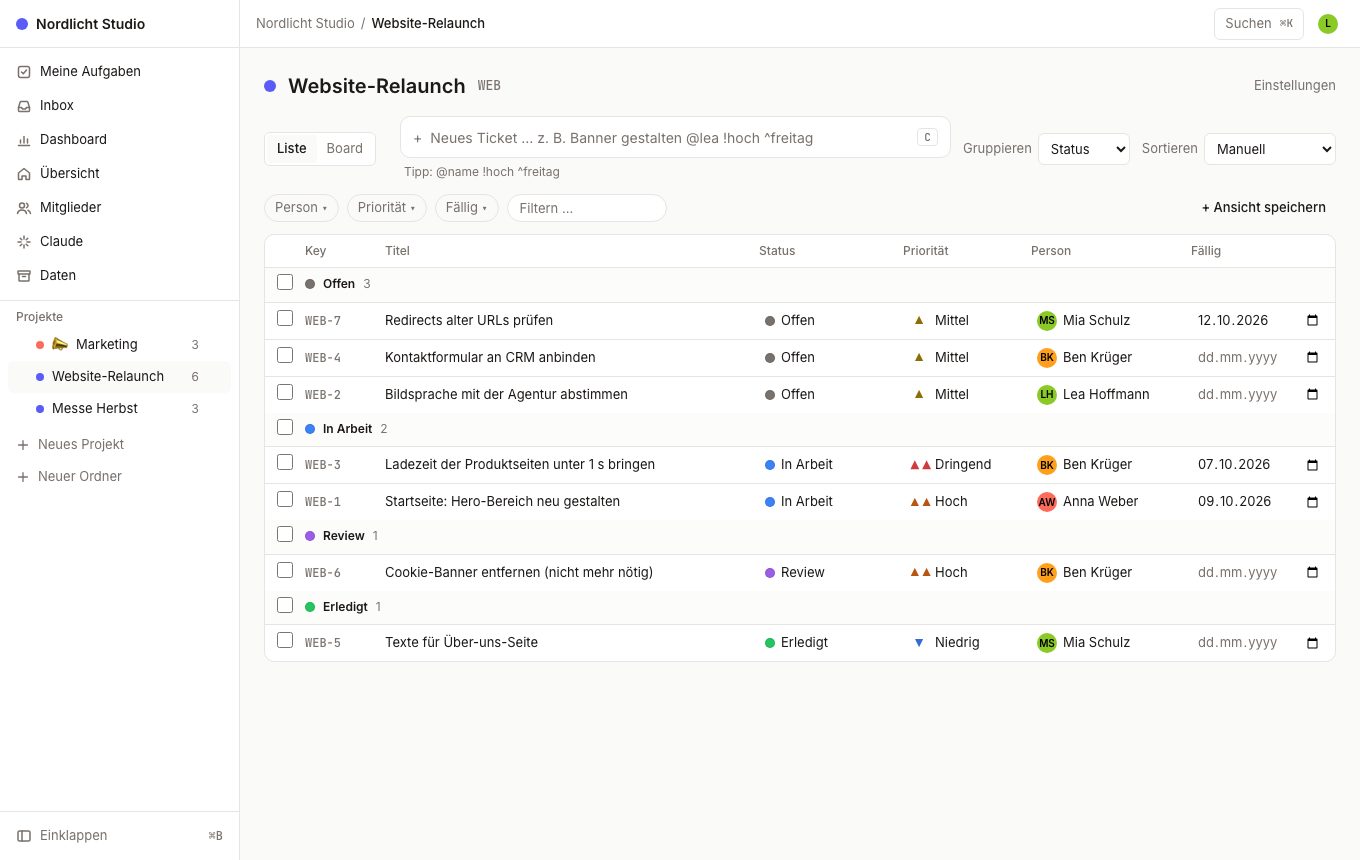 Nordlicht Studio
Nordlicht Studio / Website-Relaunch
Suchen ⌘K
L
Meine Aufgaben
Inbox
Dashboard
Übersicht
Mitglieder
Claude
Daten
Projekte
Marketing 3
Website-Relaunch 6
Messe Herbst 3
+ Neues Projekt
+ Neuer Ordner
Einklappen ⌘B
Website-Relaunch WEB
Einstellungen
Liste Board
+ Neues Ticket … z. B. Banner gestalten @lea !hoch ^freitag C
Tipp: @name !hoch ^freitag
Gruppieren Status
Sortieren Manuell
Person ▾ Priorität ▾ Fällig ▾ Filtern …
+ Ansicht speichern
Key Titel Status Priorität Person Fällig
Offen 3
WEB-7 Redirects alter URLs prüfen Offen ▲ Mittel MS Mia Schulz 12.10.2026
WEB-4 Kontaktformular an CRM anbinden Offen ▲ Mittel BK Ben Krüger dd.mm.yyyy
WEB-2 Bildsprache mit der Agentur abstimmen Offen ▲ Mittel LH Lea Hoffmann dd.mm.yyyy
In Arbeit 2
WEB-3 Ladezeit der Produktseiten unter 1 s bringen In Arbeit ▲▲ Dringend BK Ben Krüger 07.10.2026
WEB-1 Startseite: Hero-Bereich neu gestalten In Arbeit ▲▲ Hoch AW Anna Weber 09.10.2026
Review 1
WEB-6 Cookie-Banner entfernen (nicht mehr nötig) Review ▲▲ Hoch BK Ben Krüger dd.mm.yyyy
Erledigt 1
WEB-5 Texte für Über-uns-Seite Erledigt ▼ Niedrig MS Mia Schulz dd.mm.yyyy